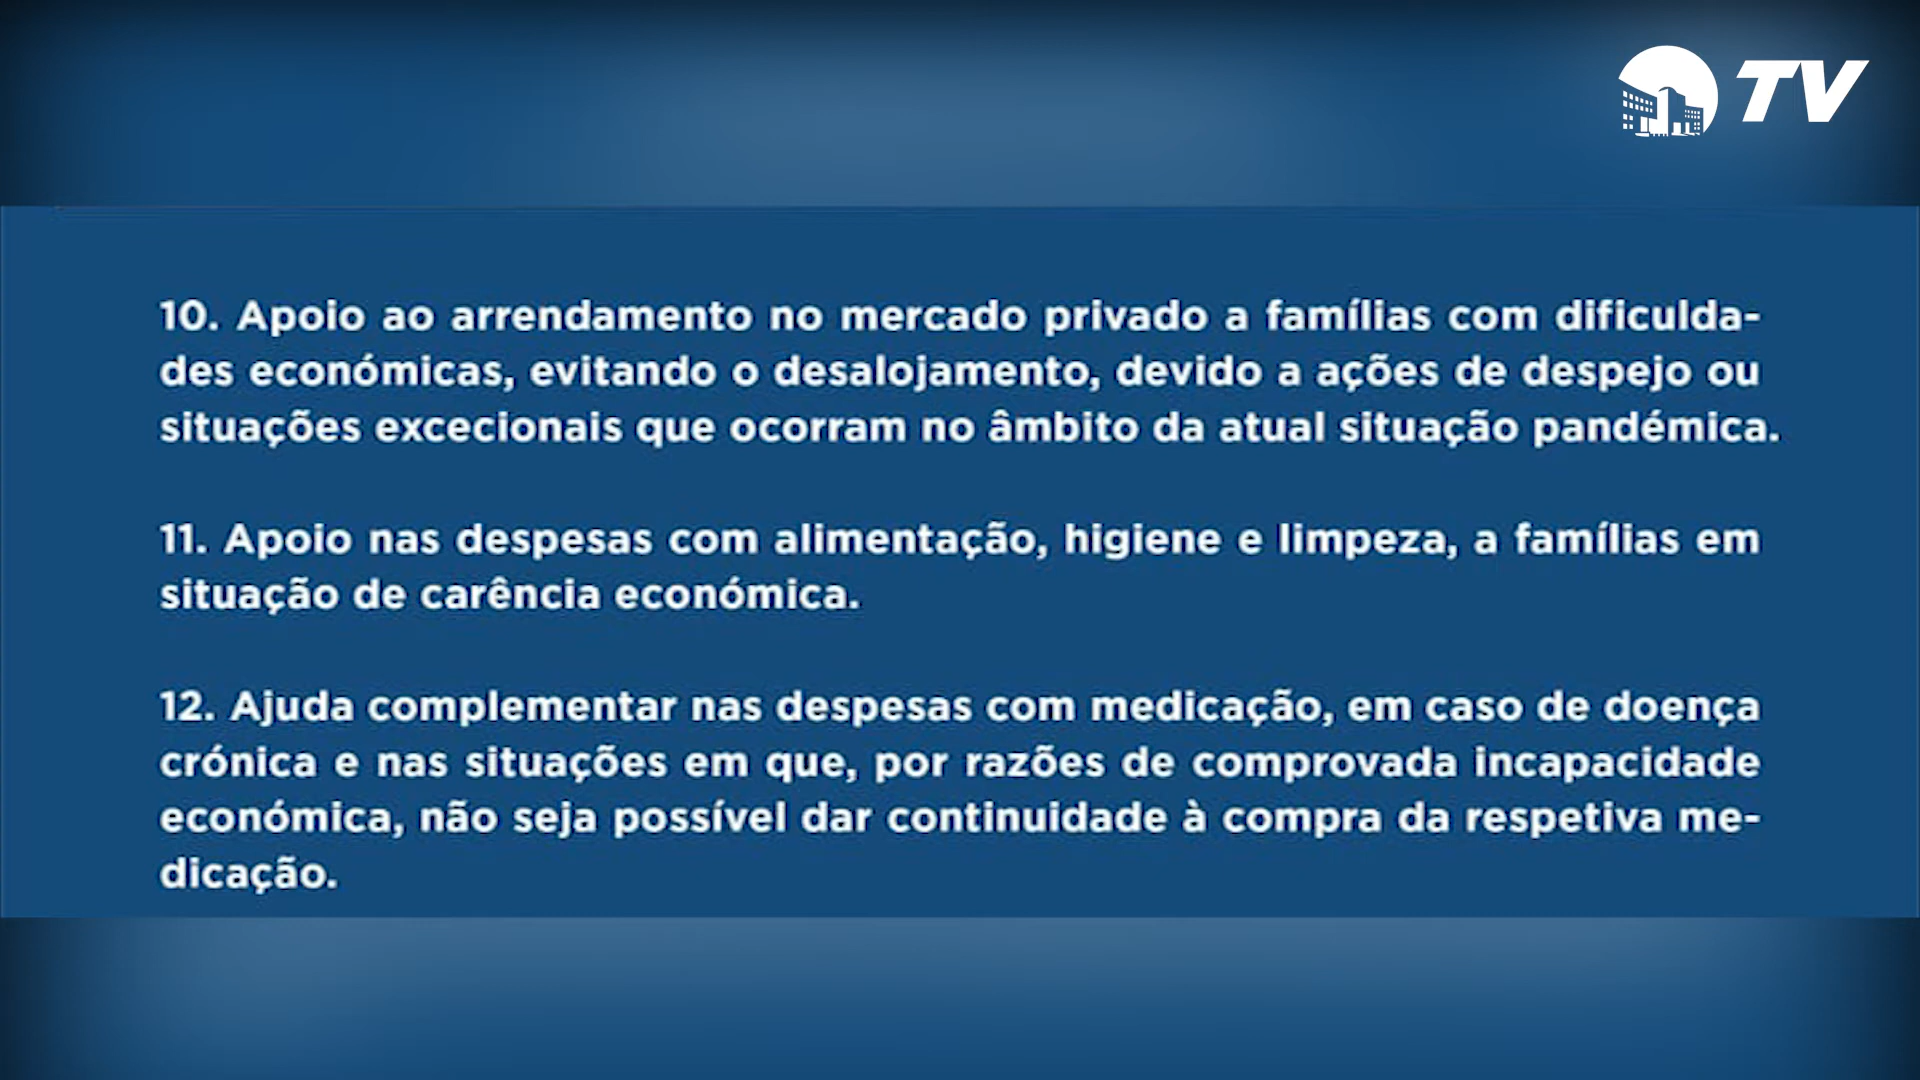 TV
10. Apoio ao arrendamento no mercado privado a famílias com dificulda-
des económicas, evitando o desalojamento, devido a ações de despejo ou
situações excecionais que ocorram no âmbito da atual situação pandémica.
11. Apoio nas despesas com alimentação, higiene e limpeza, a famílias em
situação de carência económica.
12. Ajuda complementar nas despesas com medicação, em caso de doença
crónica e nas situações em que, por razões de comprovada incapacidade
económica, não seja possível dar continuidade à compra da respetiva me-
dicação.